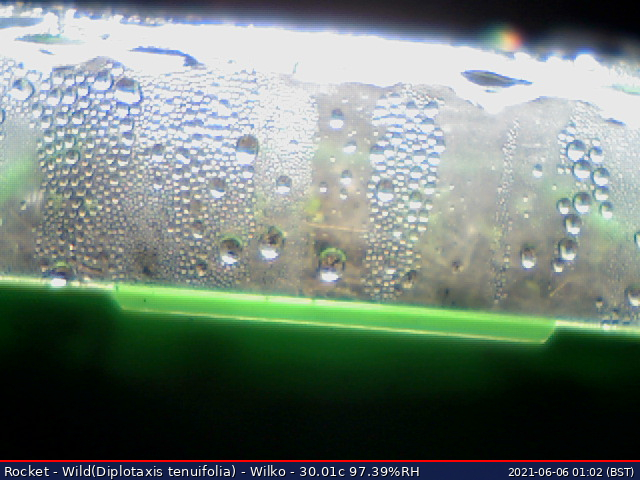 Rocket - Wild(Diplotaxis tenuifolia) - Wilko - 30.01c 97.39%RH 2021-06-06 01:02 (BST)